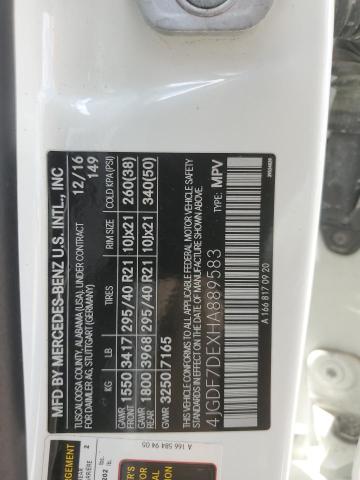 MFD BY MERCEDES-BENZ U.S. INTL., INC
TUSCALOOSA COUNTY, ALABAMA (USA), UNDER CONTRACT 12/16
FOR DAIMLER AG, STUTTGART (GERMANY) 149
KG LB TIRES RIM SIZE COLD KPA (PSI)
GAWR FRONT 1550 3417 295/40 R21 10Jx21 260(38)
GAWR REAR 1800 3968 295/40 R21 10Jx21 340(50)
GVWR 3250 7165
THIS VEHICLE CONFORMS TO ALL APPLICABLE FEDERAL MOTOR VEHICLE SAFETY
STANDARDS IN EFFECT ON THE DATE OF MANUFACTURE SHOWN ABOVE.
4JGDF7DEXHA889583 TYPE: MPV
A 166 817 09 20
A 166 584 94 05
2